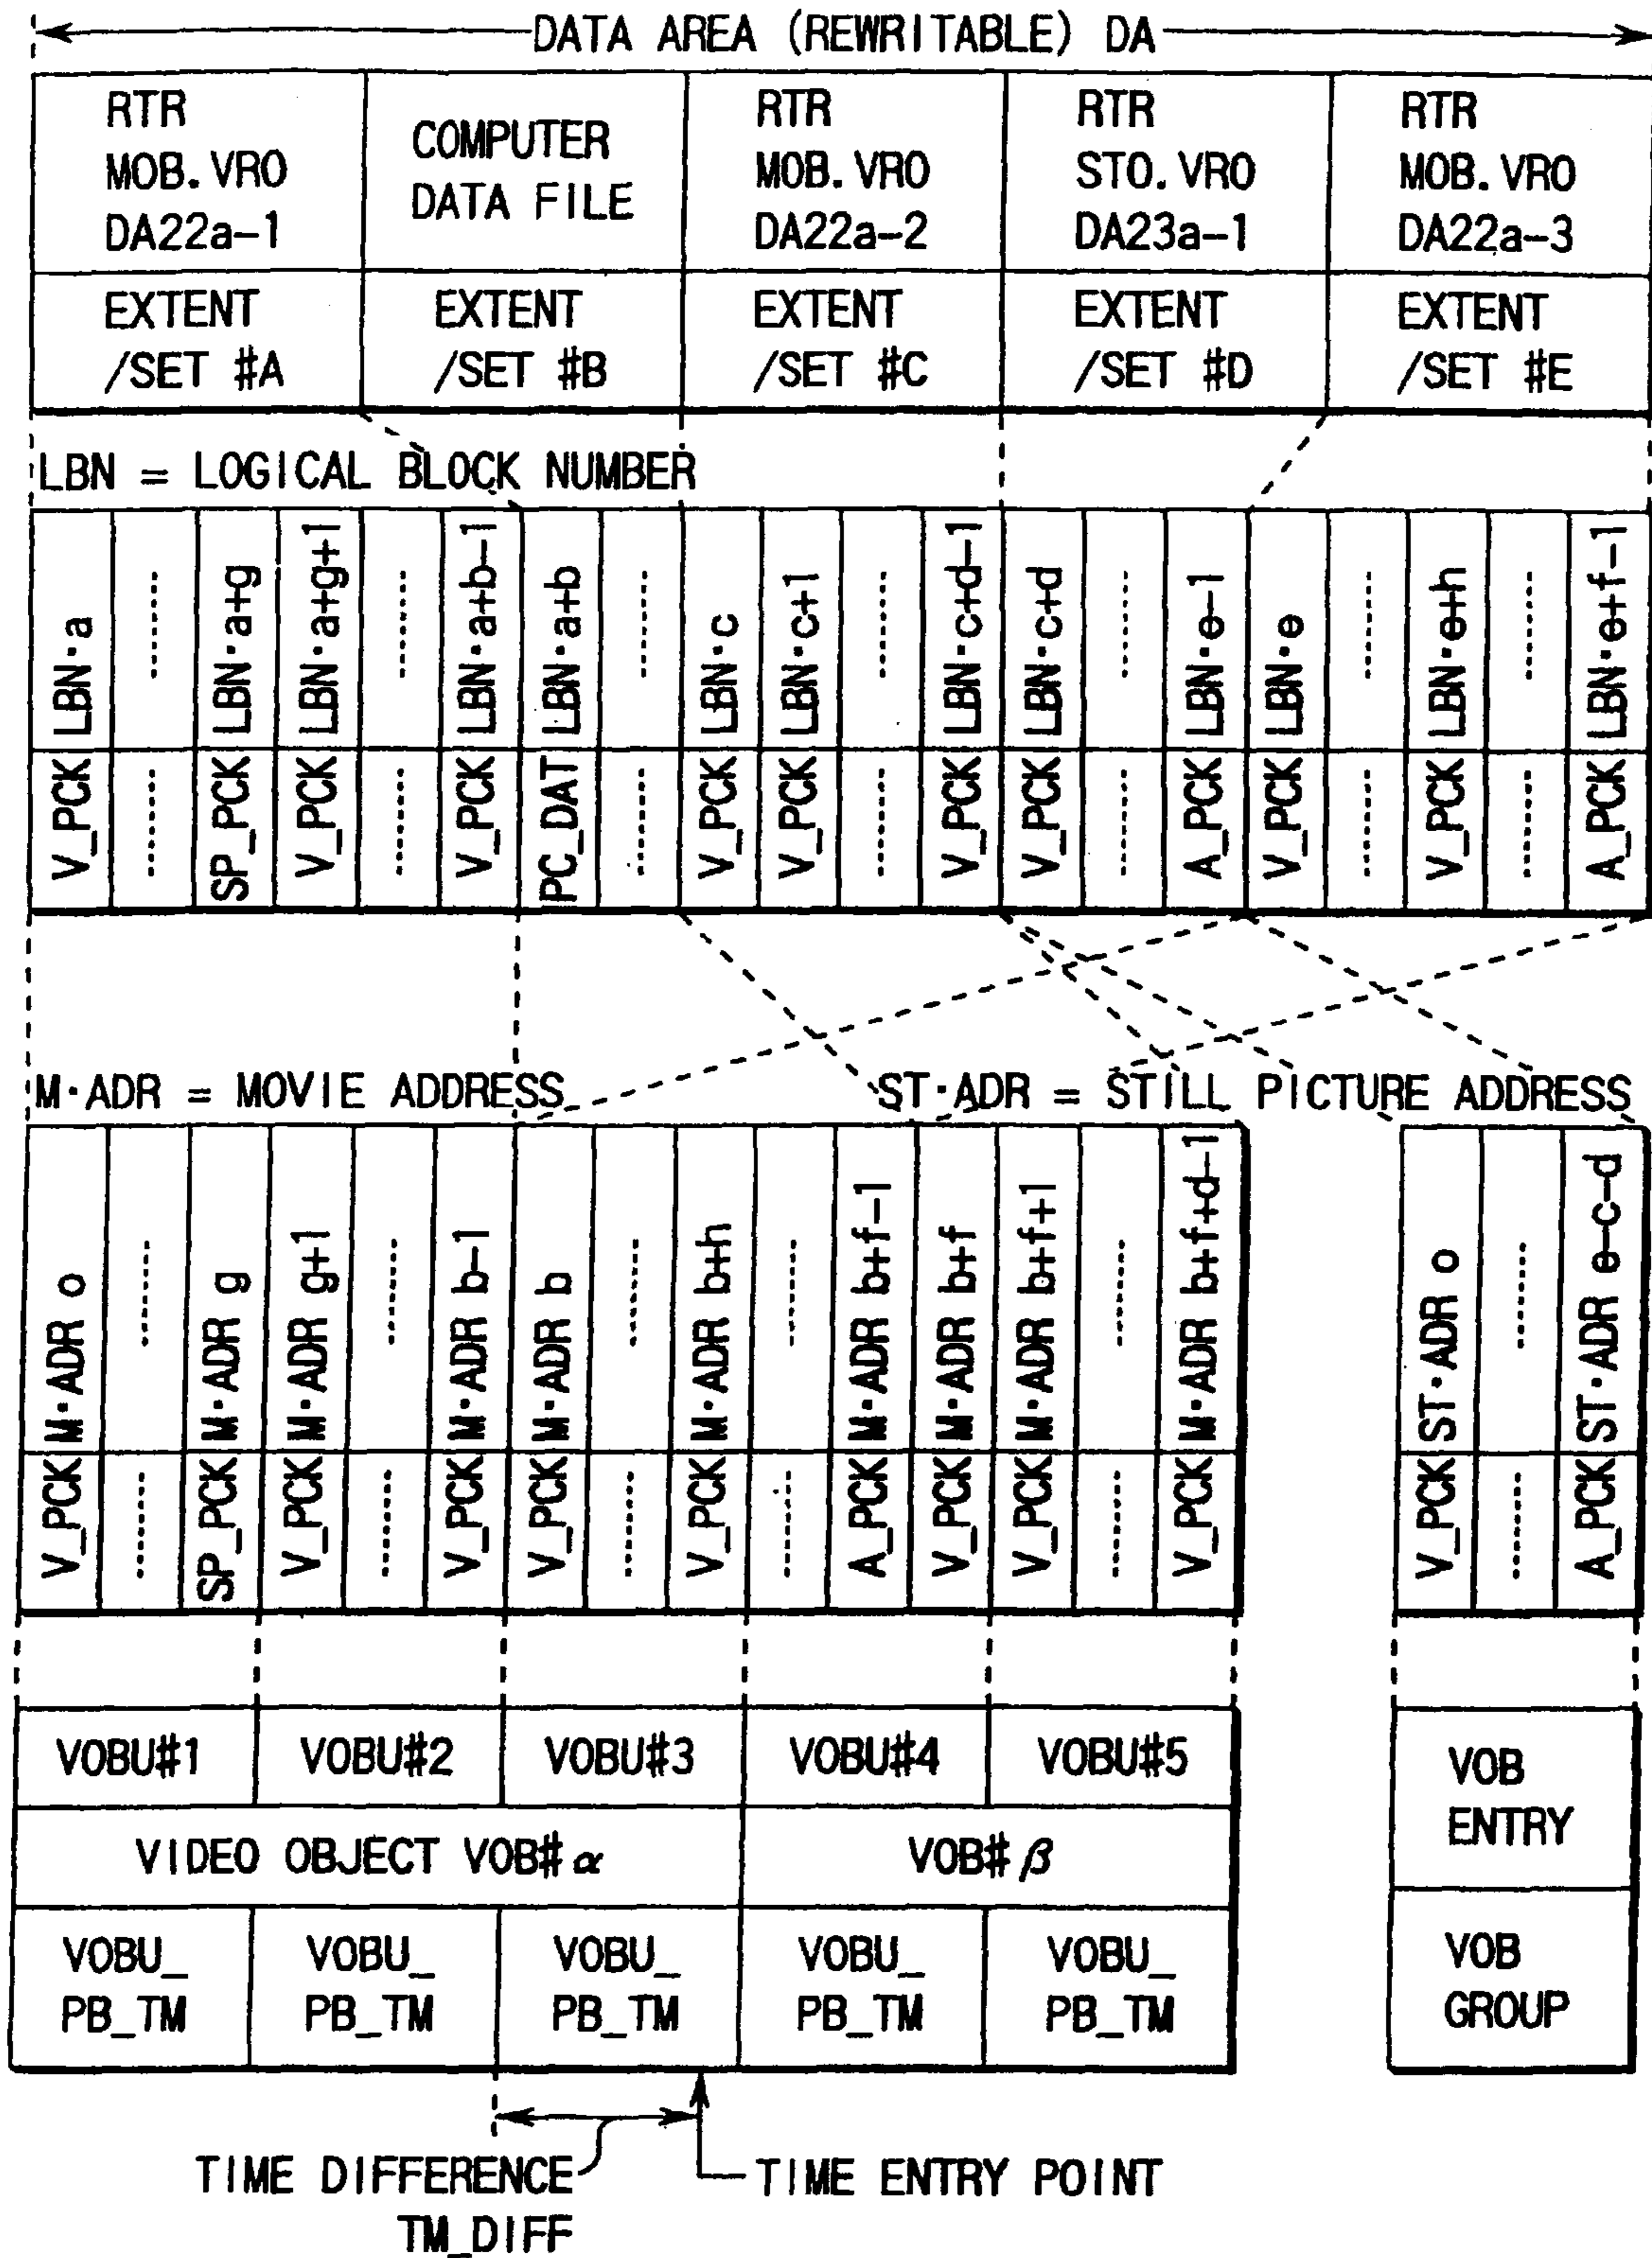 DATA AREA (REWRITABLE) DA
RTR
MOB.VRO
DA22a-1
COMPUTER
DATA FILE
RTR
MOB.VRO
DA22a-2
RTR
STO.VRO
DA23a-1
RTR
MOB.VRO
DA22a-3
EXTENT
/SET #A
EXTENT
/SET #B
EXTENT
/SET #C
EXTENT
/SET #D
EXTENT
/SET #E
LBN = LOGICAL BLOCK NUMBER
LBN·a
........
LBN·a+g
LBN·a+g+1
........
LBN·a+b-1
LBN·a+b
........
LBN·c
LBN·c+1
........
LBN·c+d-1
LBN·c+d
........
LBN·e-1
LBN·e
........
LBN·e+h
........
LBN·e+f-1
V_PCK
........
SP_PCK
V_PCK
........
V_PCK
PC_DAT
........
V_PCK
V_PCK
........
V_PCK
V_PCK
........
A_PCK
V_PCK
........
V_PCK
........
A_PCK
M·ADR = MOVIE ADDRESS
ST·ADR = STILL PICTURE ADDRESS
M·ADR o
........
M·ADR g
M·ADR g+1
........
M·ADR b-1
M·ADR b
........
M·ADR b+h
........
M·ADR b+f-1
M·ADR b+f
M·ADR b+f+1
........
M·ADR b+f+d-1
ST·ADR o
........
ST·ADR e-c-d
V_PCK
........
SP_PCK
V_PCK
........
V_PCK
V_PCK
........
V_PCK
........
A_PCK
V_PCK
V_PCK
........
V_PCK
V_PCK
........
A_PCK
VOBU#1
VOBU#2
VOBU#3
VOBU#4
VOBU#5
VOB
ENTRY
VIDEO OBJECT VOB#α
VOB#β
VOBU_
PB_TM
VOBU_
PB_TM
VOBU_
PB_TM
VOBU_
PB_TM
VOBU_
PB_TM
VOB
GROUP
TIME DIFFERENCE
TM_DIFF
TIME ENTRY POINT